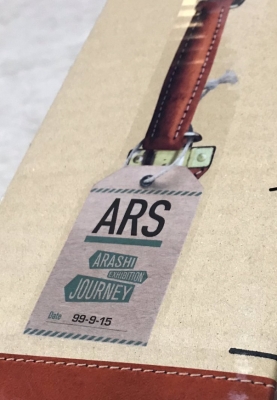 ARS
ARASHI
EXHIBITION
JOURNEY
Date 99-9-15